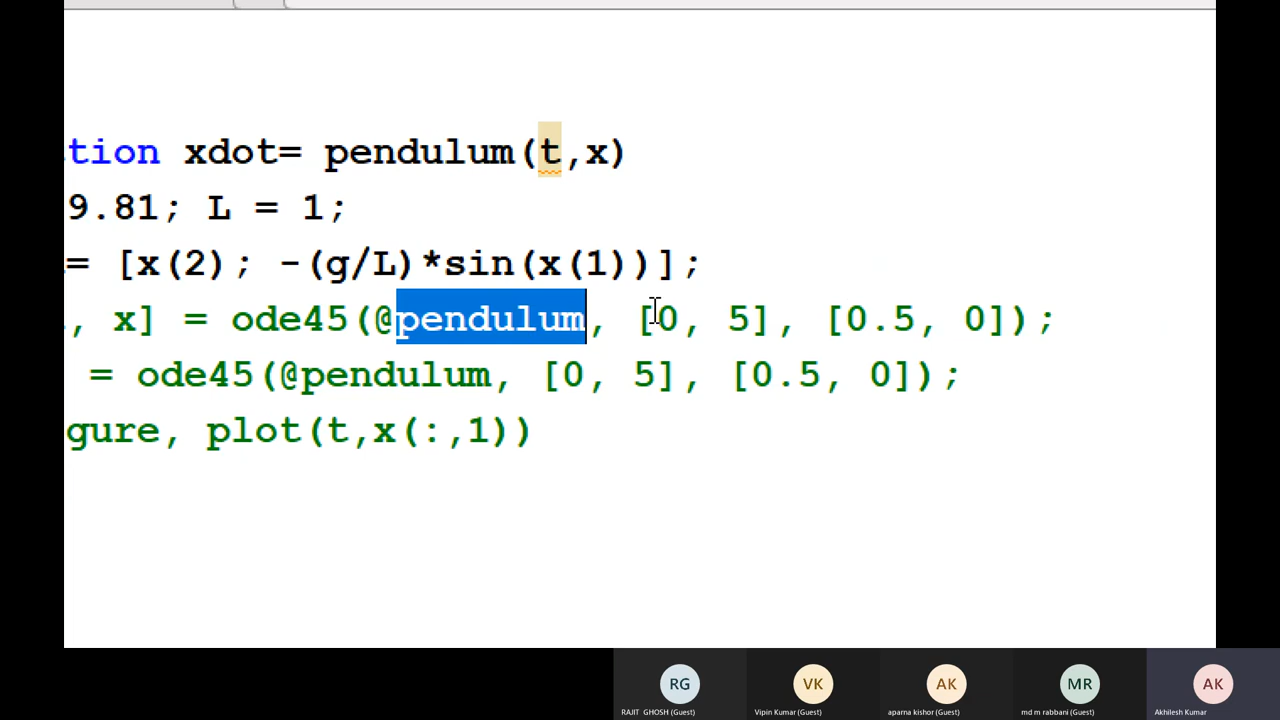 tion xdot= pendulum(t,x)
9.81; L = 1;
= [x(2); -(g/L)*sin(x(1))];
, x] = ode45(@pendulum, [0, 5], [0.5, 0]);
= ode45(@pendulum, [0, 5], [0.5, 0]);
gure, plot(t,x(:,1))
RG VK AK MR AK
RAJIT GHOSH (Guest) Vipin Kumar (Guest) aparna kishor (Guest) md m rabbani (Guest) Akhilesh Kumar